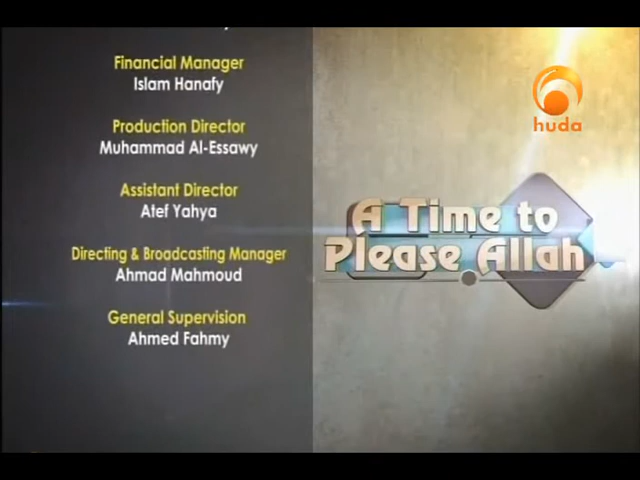 Financial Manager
Islam Hanafy
Production Director
Muhammad Al-Essawy
Assistant Director
Atef Yahya
Directing & Broadcasting Manager
Ahmad Mahmoud
General Supervision
Ahmed Fahmy
huda
A Time to
Please Allah